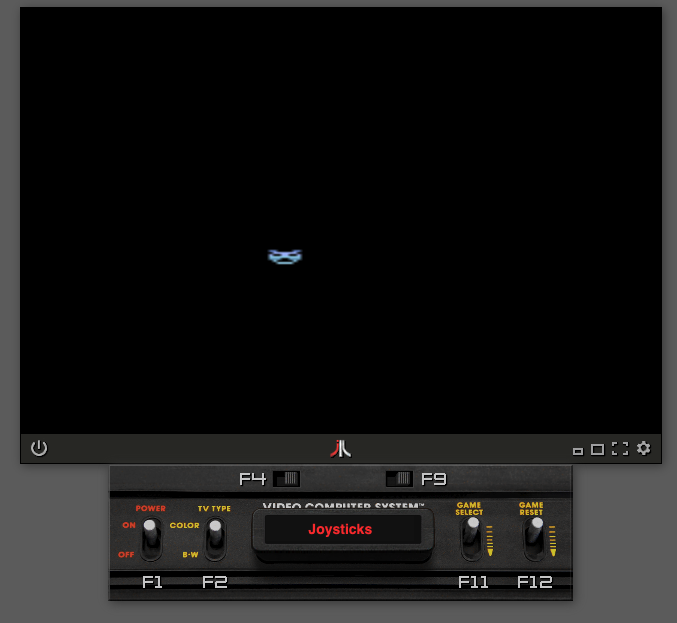 F4
F9
VIDEO COMPUTER SYSTEM™
POWER
ON
OFF
TV TYPE
COLOR
B-W
Joysticks
GAME
SELECT
GAME
RESET
F1
F2
F11
F12